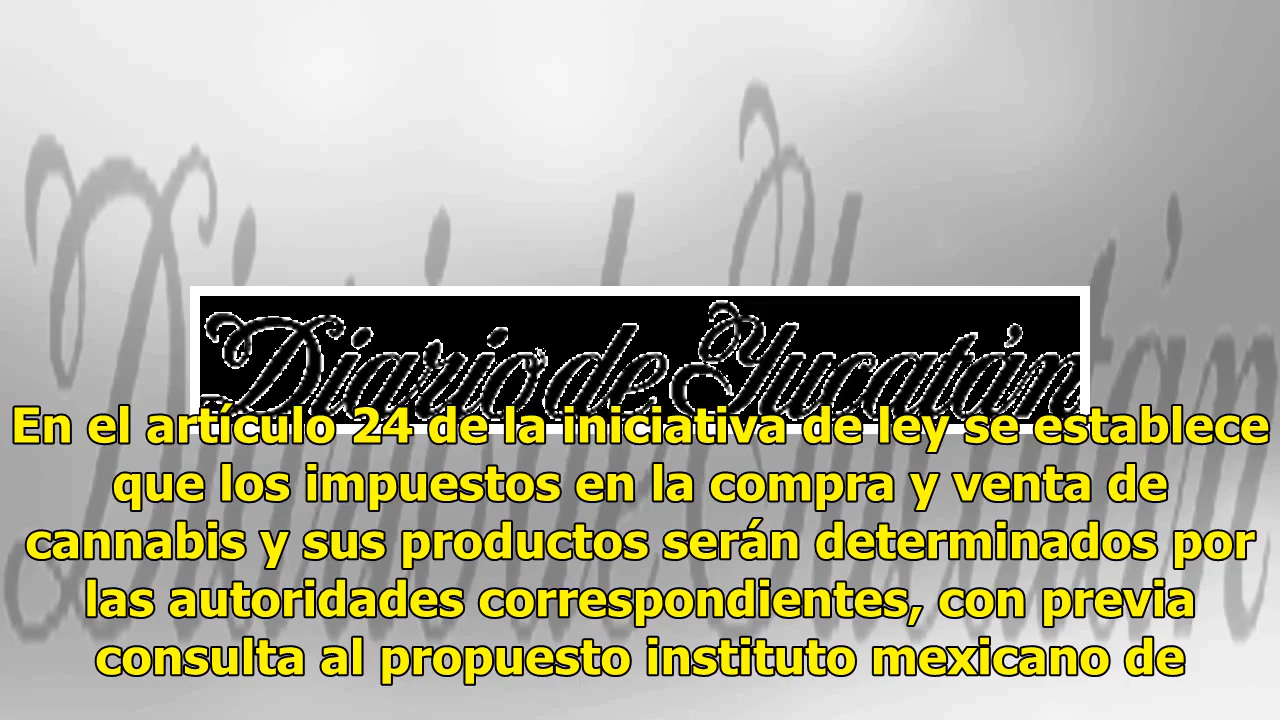 Diario de Yucatán
En el artículo 24 de la iniciativa de ley se establece
que los impuestos en la compra y venta de
cannabis y sus productos serán determinados por
las autoridades correspondientes, con previa
consulta al propuesto instituto mexicano de